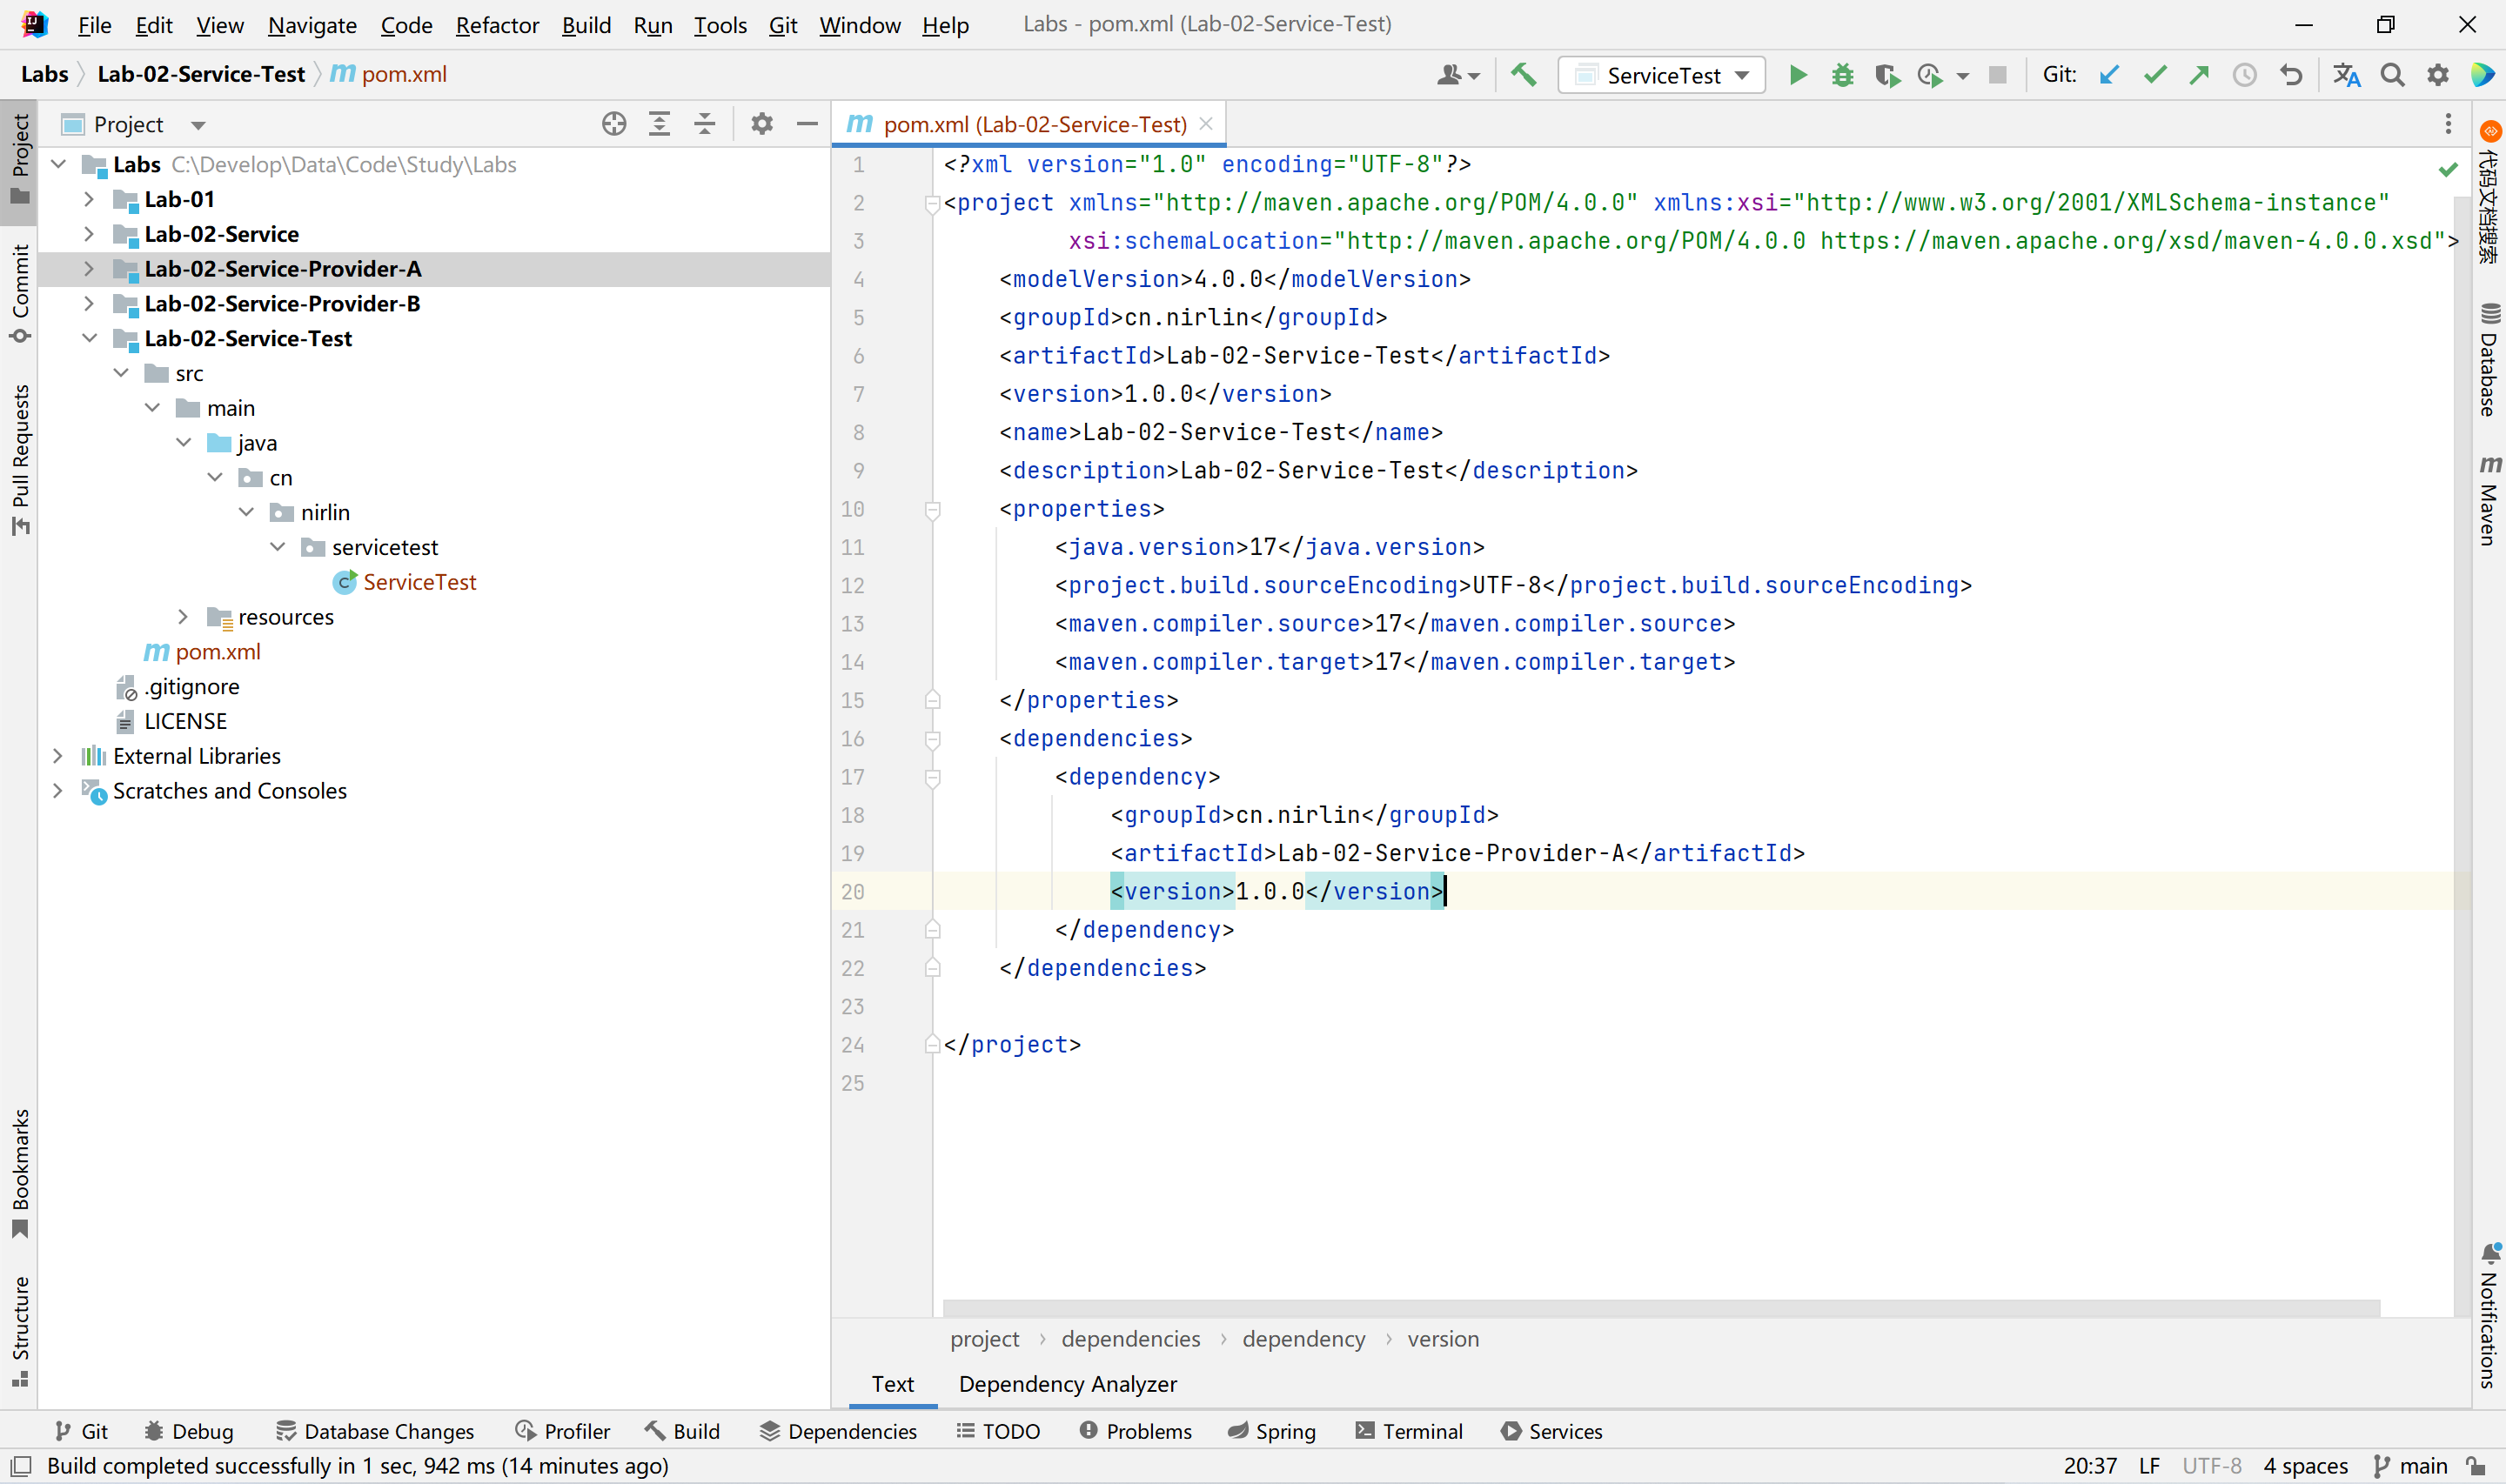 File Edit View Navigate Code Refactor Build Run Tools Git Window Help Labs - pom.xml (Lab-02-Service-Test)
Labs Lab-02-Service-Test m pom.xml ServiceTest Git:
Project
Commit
Pull Requests
Bookmarks
Structure
Project
Labs C:\Develop\Data\Code\Study\Labs
Lab-01
Lab-02-Service
Lab-02-Service-Provider-A
Lab-02-Service-Provider-B
Lab-02-Service-Test
src
main
java
cn
nirlin
servicetest
ServiceTest
resources
m pom.xml
.gitignore
LICENSE
External Libraries
Scratches and Consoles
m pom.xml (Lab-02-Service-Test)
1 <?xml version="1.0" encoding="UTF-8"?>
2 <project xmlns="http://maven.apache.org/POM/4.0.0" xmlns:xsi="http://www.w3.org/2001/XMLSchema-instance"
3 xsi:schemaLocation="http://maven.apache.org/POM/4.0.0 https://maven.apache.org/xsd/maven-4.0.0.xsd">
4 <modelVersion>4.0.0</modelVersion>
5 <groupId>cn.nirlin</groupId>
6 <artifactId>Lab-02-Service-Test</artifactId>
7 <version>1.0.0</version>
8 <name>Lab-02-Service-Test</name>
9 <description>Lab-02-Service-Test</description>
10 <properties>
11 <java.version>17</java.version>
12 <project.build.sourceEncoding>UTF-8</project.build.sourceEncoding>
13 <maven.compiler.source>17</maven.compiler.source>
14 <maven.compiler.target>17</maven.compiler.target>
15 </properties>
16 <dependencies>
17 <dependency>
18 <groupId>cn.nirlin</groupId>
19 <artifactId>Lab-02-Service-Provider-A</artifactId>
20 <version>1.0.0</version>
21 </dependency>
22 </dependencies>
23
24 </project>
25
project › dependencies › dependency › version
Text Dependency Analyzer
代码文档搜索
Database
m Maven
Notifications
Git Debug Database Changes Profiler Build Dependencies TODO Problems Spring Terminal Services
Build completed successfully in 1 sec, 942 ms (14 minutes ago) 20:37 LF UTF-8 4 spaces main